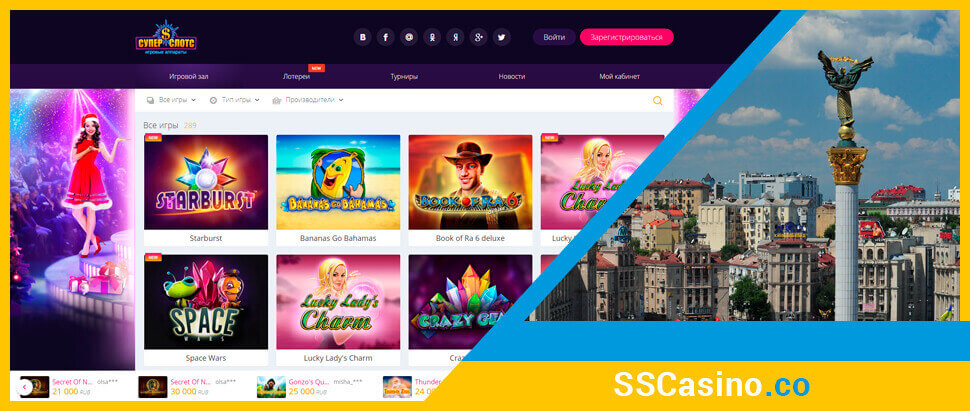 СУПЕР СЛОТС
игровые аппараты
Войти
Зарегистрироваться
Игровой зал
Лотереи
NEW
Турниры
Новости
Мой кабинет
Все игры
Тип игры
Производители
Все игры 289
NEW
STARBURST
BANANAS GO BAHAMAS
BOOK OF RA 6
NEW
Lucky Lady's
Charm
Starburst
Bananas Go Bahamas
Book of Ra 6 deluxe
Lucky
NEW
SPACE
WARS
Lucky Lady's
Charm
CRAZY GE
Space Wars
Lucky Lady's Charm
Craz
Secret Of N... olsa***
21 000 RUB
Secret Of N... olsa***
30 000 RUB
Gonzo's Qu... misha_***
25 000 RUB
Thunder
24
SSCasino.co